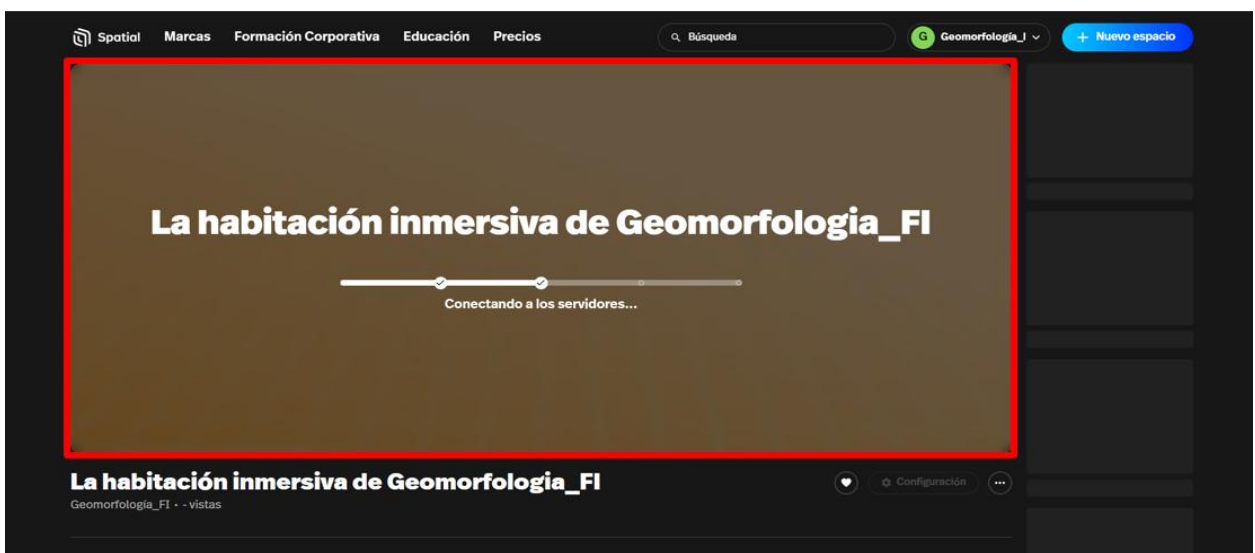 Spatial Marcas Formación Corporativa Educación Precios Búsqueda G Geomorfología_I + Nuevo espacio
La habitación inmersiva de Geomorfologia_FI
Conectando a los servidores...
La habitación inmersiva de Geomorfologia_FI
Configuración
Geomorfología_FI · - vistas